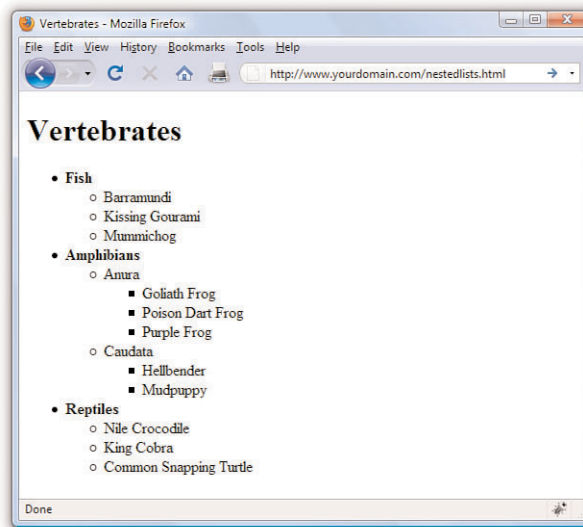 Vertebrates - Mozilla Firefox
File Edit View History Bookmarks Tools Help
http://www.yourdomain.com/nestedlists.html
Vertebrates
Fish
Barramundi
Kissing Gourami
Mummichog
Amphibians
Anura
Goliath Frog
Poison Dart Frog
Purple Frog
Caudata
Hellbender
Mudpuppy
Reptiles
Nile Crocodile
King Cobra
Common Snapping Turtle
Done